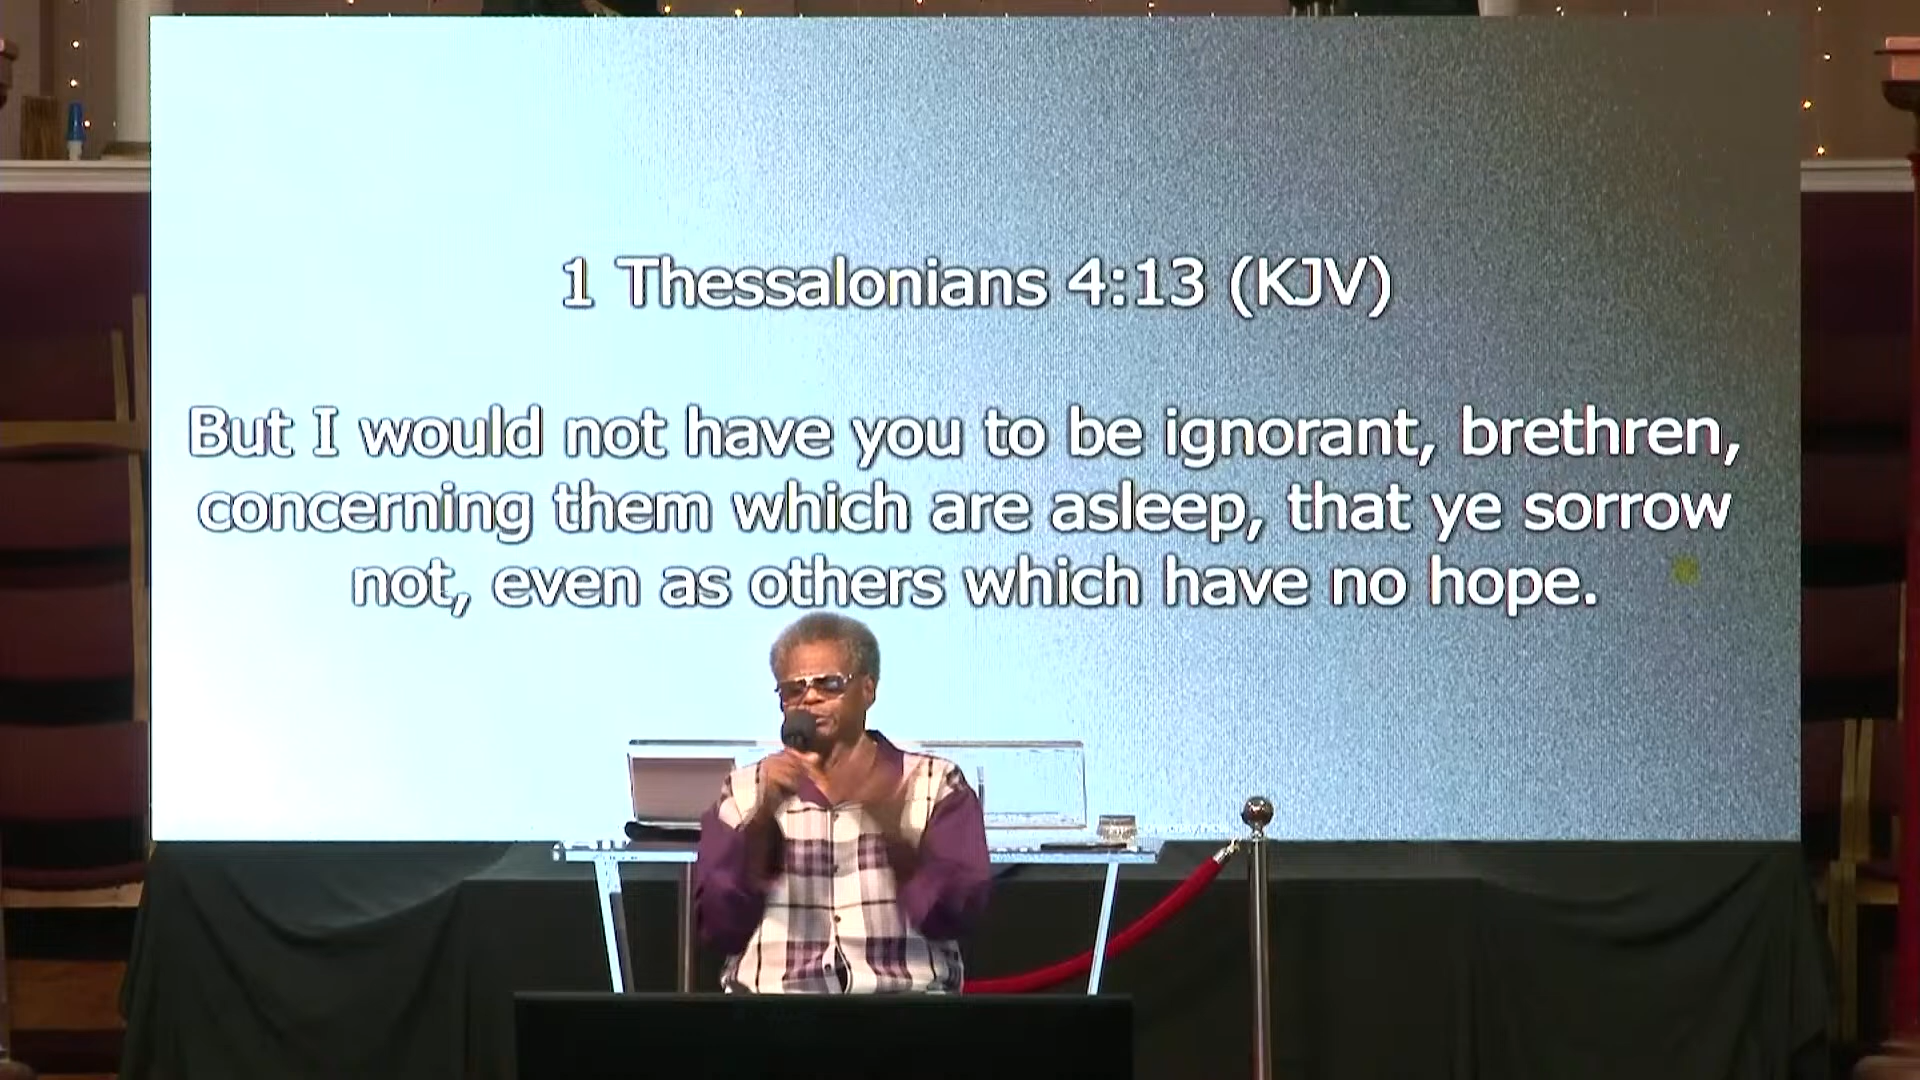 1 Thessalonians 4:13 (KJV)
But I would not have you to be ignorant, brethren,
concerning them which are asleep, that ye sorrow
not, even as others which have no hope.